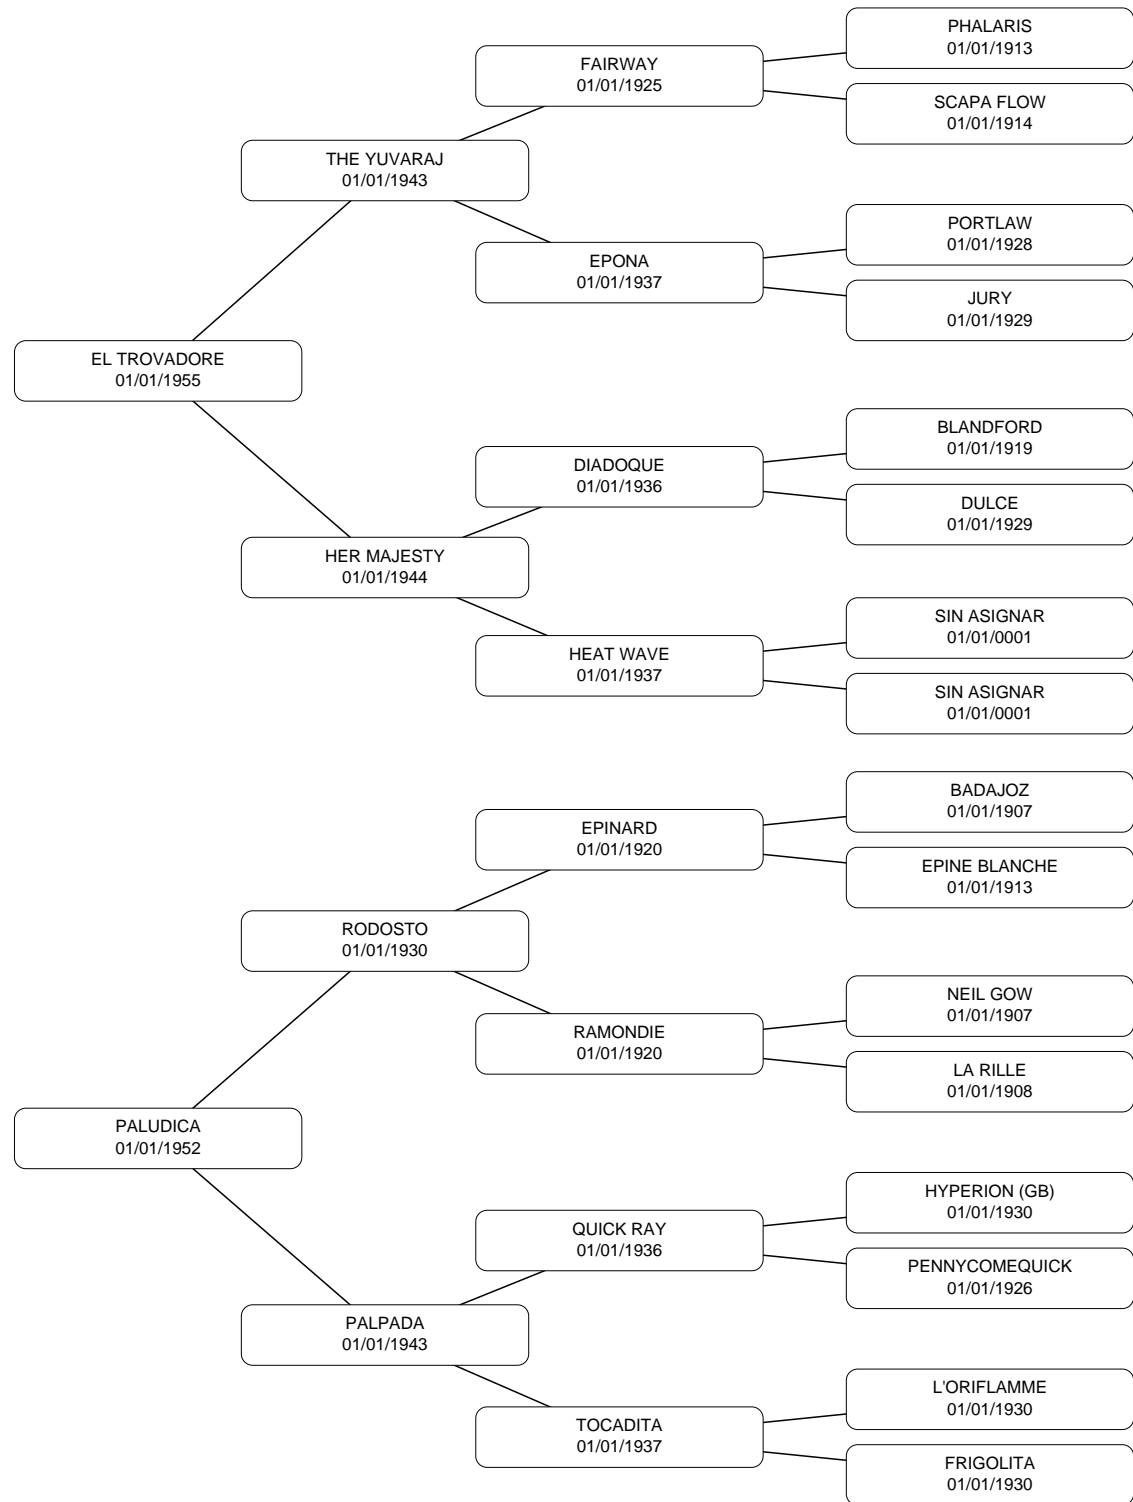 PHALARIS
01/01/1913
FAIRWAY
01/01/1925
SCAPA FLOW
01/01/1914
THE YUVARAJ
01/01/1943
PORTLAW
01/01/1928
EPONA
01/01/1937
JURY
01/01/1929
EL TROVADORE
01/01/1955
BLANDFORD
01/01/1919
DIADOQUE
01/01/1936
DULCE
01/01/1929
HER MAJESTY
01/01/1944
SIN ASIGNAR
01/01/0001
HEAT WAVE
01/01/1937
SIN ASIGNAR
01/01/0001
BADAJOZ
01/01/1907
EPINARD
01/01/1920
EPINE BLANCHE
01/01/1913
RODOSTO
01/01/1930
NEIL GOW
01/01/1907
RAMONDIE
01/01/1920
LA RILLE
01/01/1908
PALUDICA
01/01/1952
HYPERION (GB)
01/01/1930
QUICK RAY
01/01/1936
PENNYCOMEQUICK
01/01/1926
PALPADA
01/01/1943
L'ORIFLAMME
01/01/1930
TOCADITA
01/01/1937
FRIGOLITA
01/01/1930